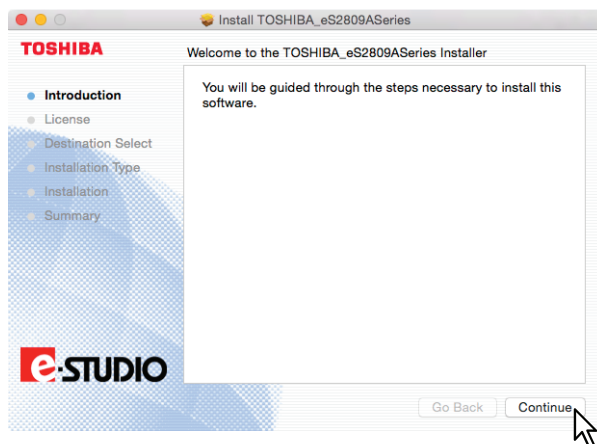 Install TOSHIBA_eS2809ASeries
TOSHIBA
Welcome to the TOSHIBA_eS2809ASeries Installer
Introduction
License
Destination Select
Installation Type
Installation
Summary
You will be guided through the steps necessary to install this
software.
e-STUDIO
Go Back
Continue